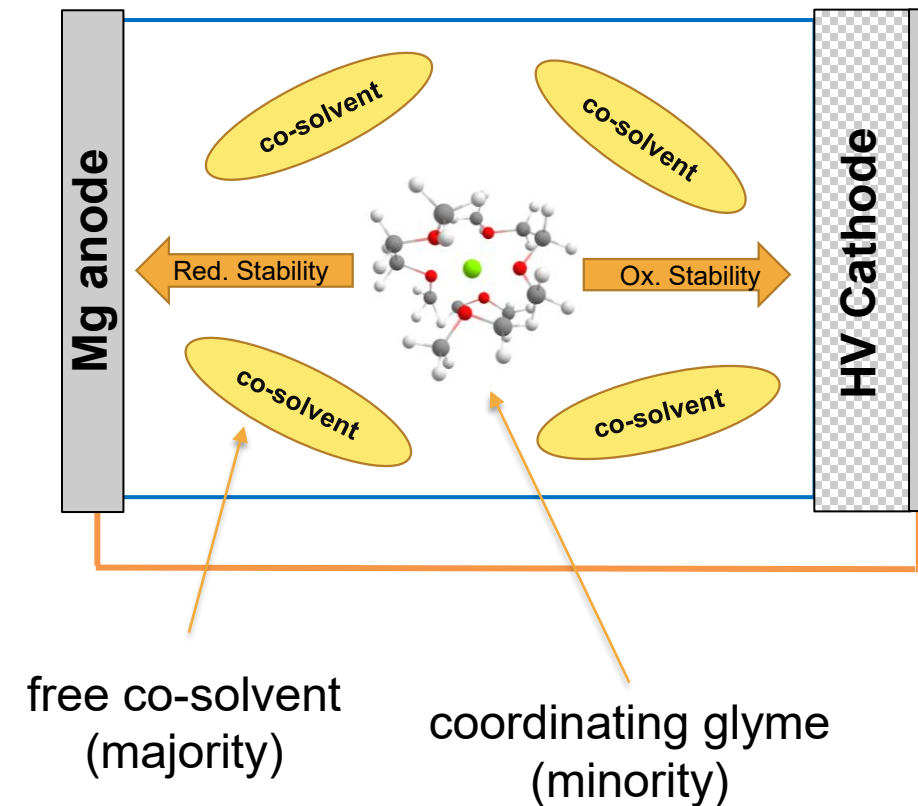 Mg anode
co-solvent
co-solvent
Red. Stability
Ox. Stability
co-solvent
co-solvent
HV Cathode
free co-solvent
(majority)
coordinating glyme
(minority)